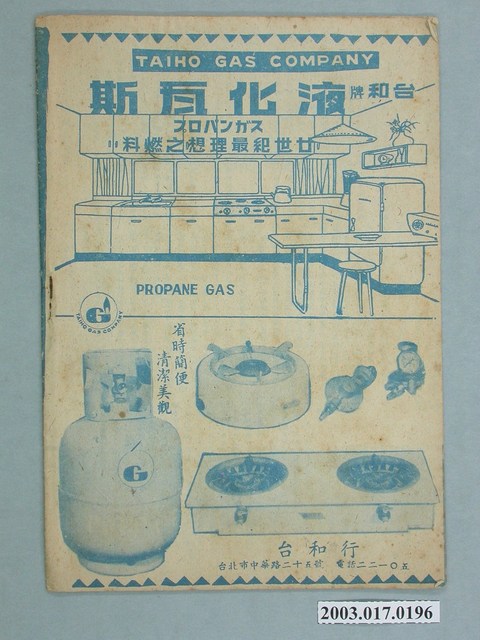 TAIHO GAS COMPANY
台和牌 液化瓦斯
プロパンガス
廿世紀最理想之燃料
PROPANE GAS
G
TAIHO GAS COMPANY
省時簡便
清潔美觀
G
台和行
台北市中華路二十五號 電話二二一〇五
2003.017.0196